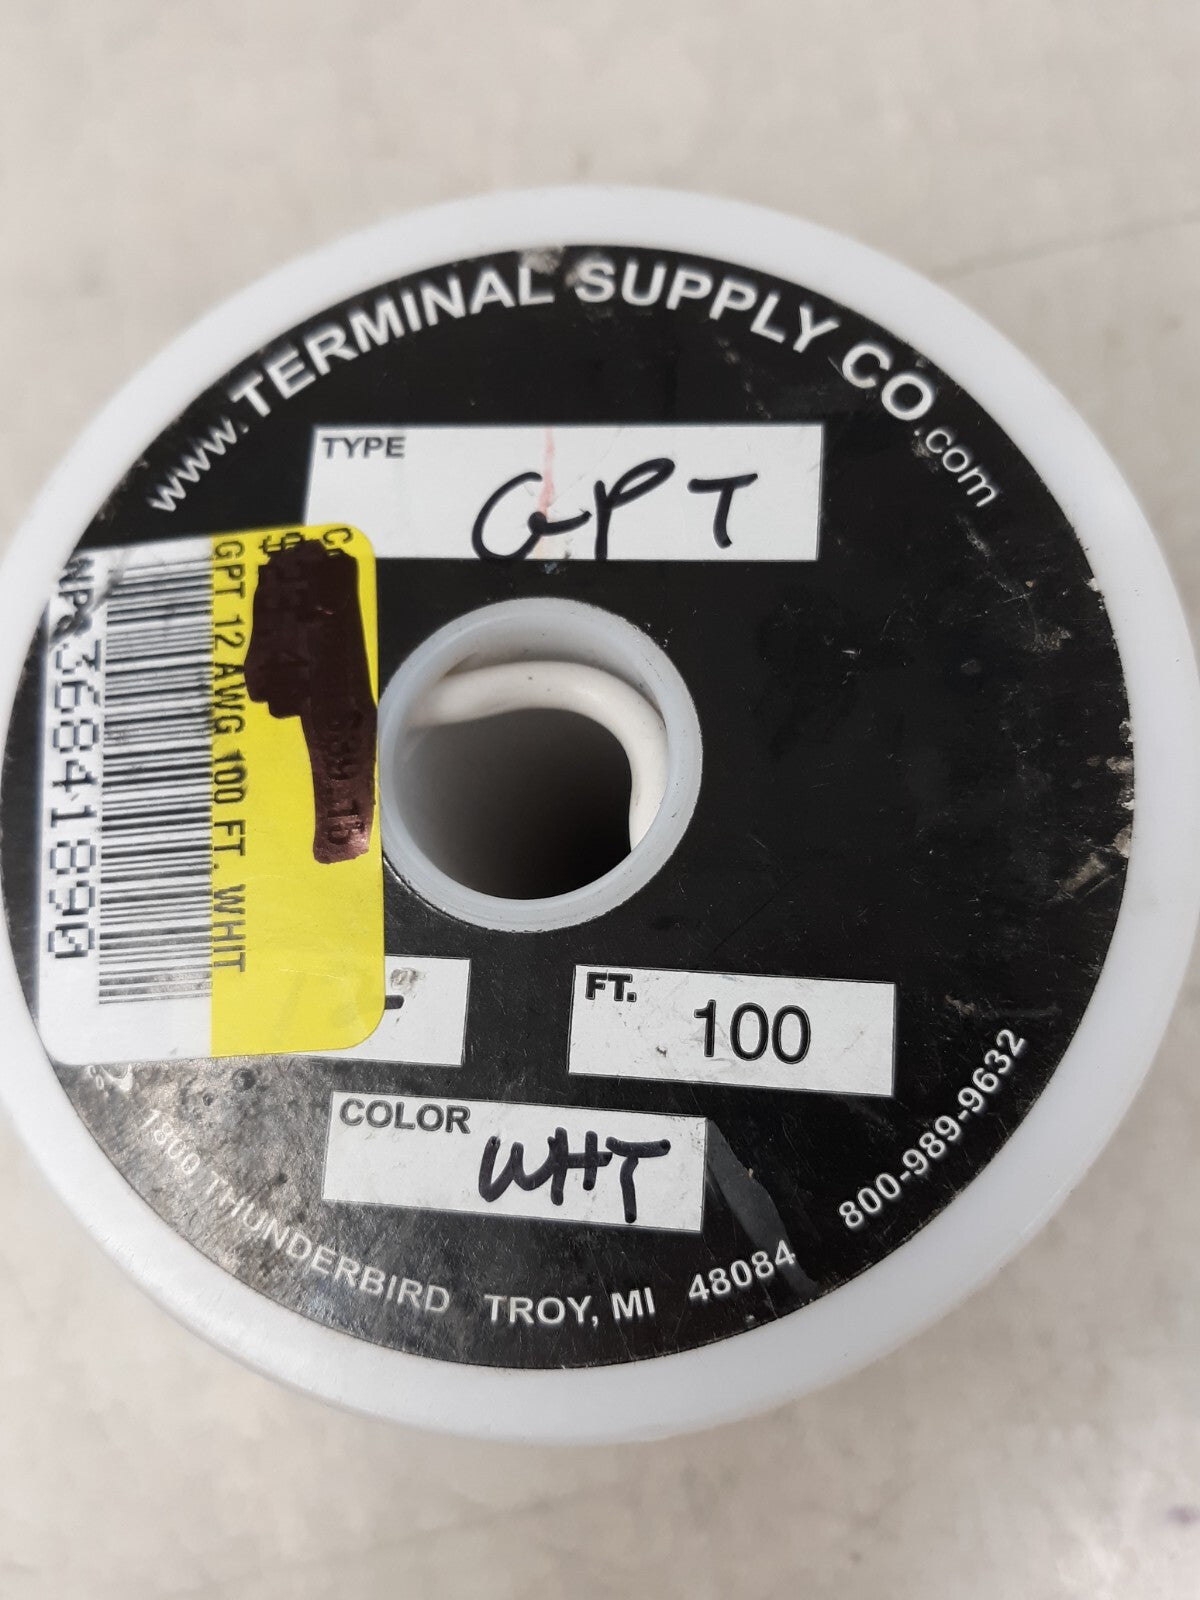 www.TERMINAL SUPPLY CO.com
TYPE
GPT
GPT 12 AWG 100 FT. WHIT
36841890
FT.
100
COLOR
WHT
1800 THUNDERBIRD TROY, MI 48084 800-989-9632